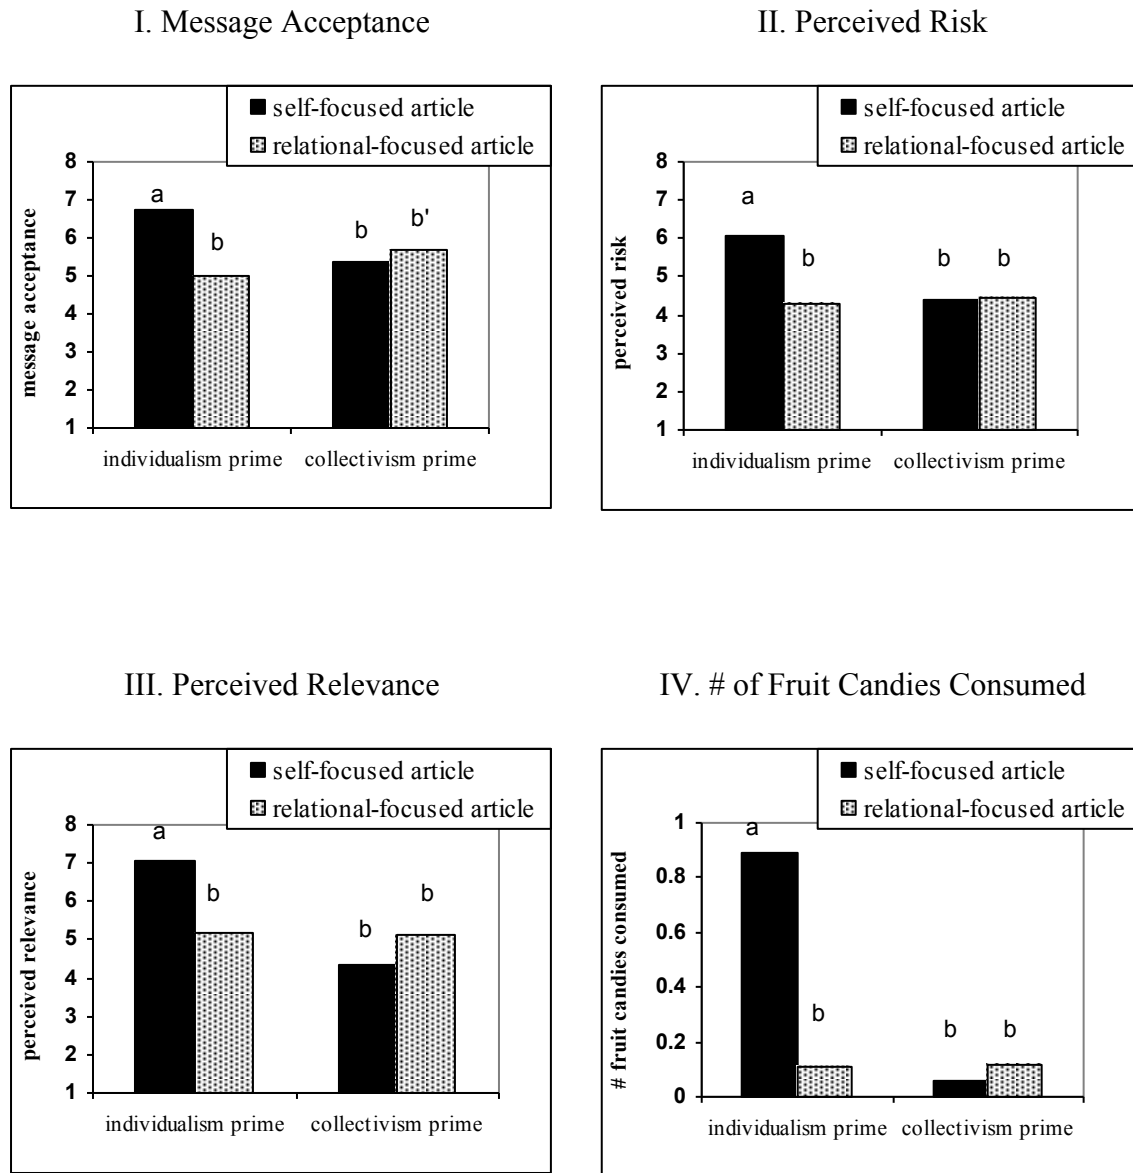 I. Message Acceptance
self-focused article
relational-focused article
message acceptance
8
7
6
5
4
3
2
1
a
b
b
b'
individualism prime
collectivism prime
II. Perceived Risk
self-focused article
relational-focused article
perceived risk
8
7
6
5
4
3
2
1
a
b
b
b
individualism prime
collectivism prime
III. Perceived Relevance
self-focused article
relational-focused article
perceived relevance
8
7
6
5
4
3
2
1
a
b
b
b
individualism prime
collectivism prime
IV. # of Fruit Candies Consumed
self-focused article
relational-focused article
# fruit candies consumed
1
0.8
0.6
0.4
0.2
0
a
b
b
b
individualism prime
collectivism prime